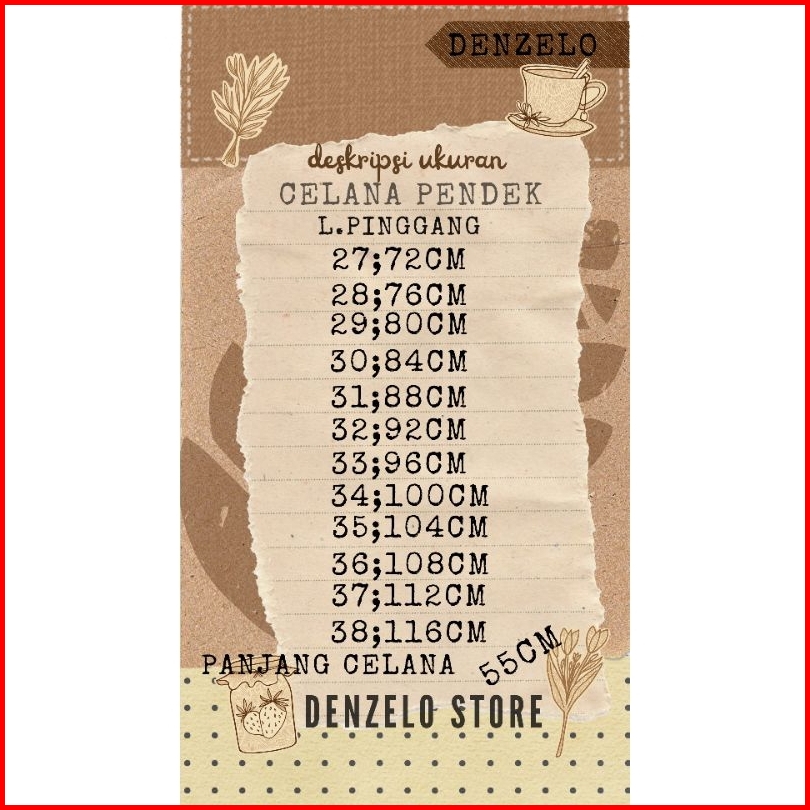 DENZELO
deskripsi ukuran
CELANA PENDEK
L.PINGGANG
27;72CM
28;76CM
29;80CM
30;84CM
31;88CM
32;92CM
33;96CM
34;100CM
35;104CM
36;108CM
37;112CM
38;116CM
PANJANG CELANA 55CM
DENZELO STORE